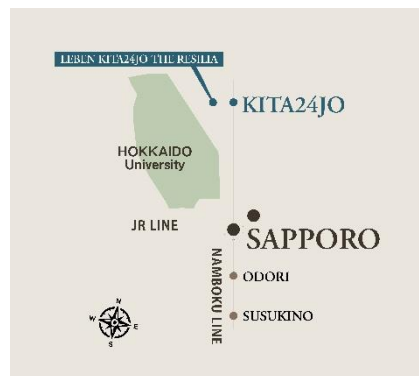 LEBEN KITA24JO THE RESILIA
KITA24JO
HOKKAIDO
University
JR LINE
SAPPORO
NAMBOKU LINE
ODORI
SUSUKINO
N
W
E
S